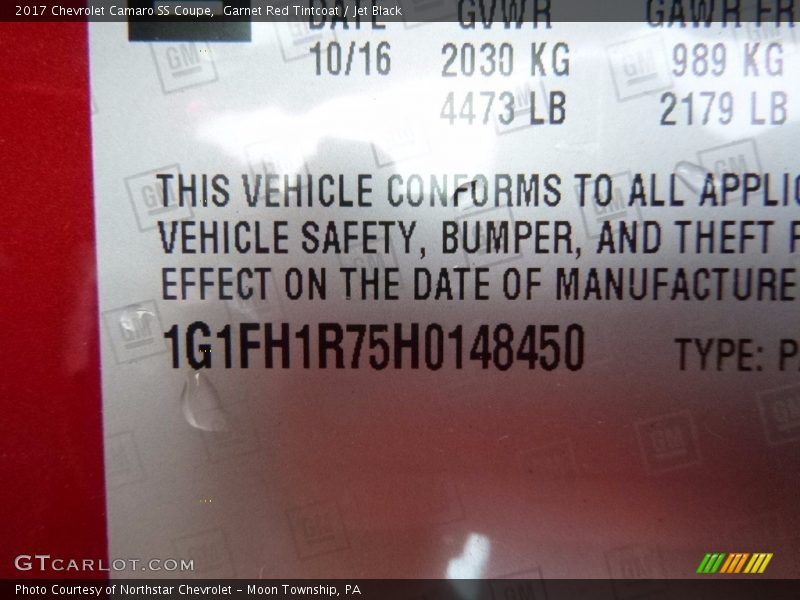 2017 Chevrolet Camaro SS Coupe, Garnet Red Tintcoat / Jet Black
DATE GVWR GAWR FR
10/16 2030 KG 989 KG
4473 LB 2179 LB
THIS VEHICLE CONFORMS TO ALL APPLIC
VEHICLE SAFETY, BUMPER, AND THEFT P
EFFECT ON THE DATE OF MANUFACTURE
1G1FH1R75H0148450 TYPE: PA
GTCARLOT.COM
Photo Courtesy of Northstar Chevrolet - Moon Township, PA